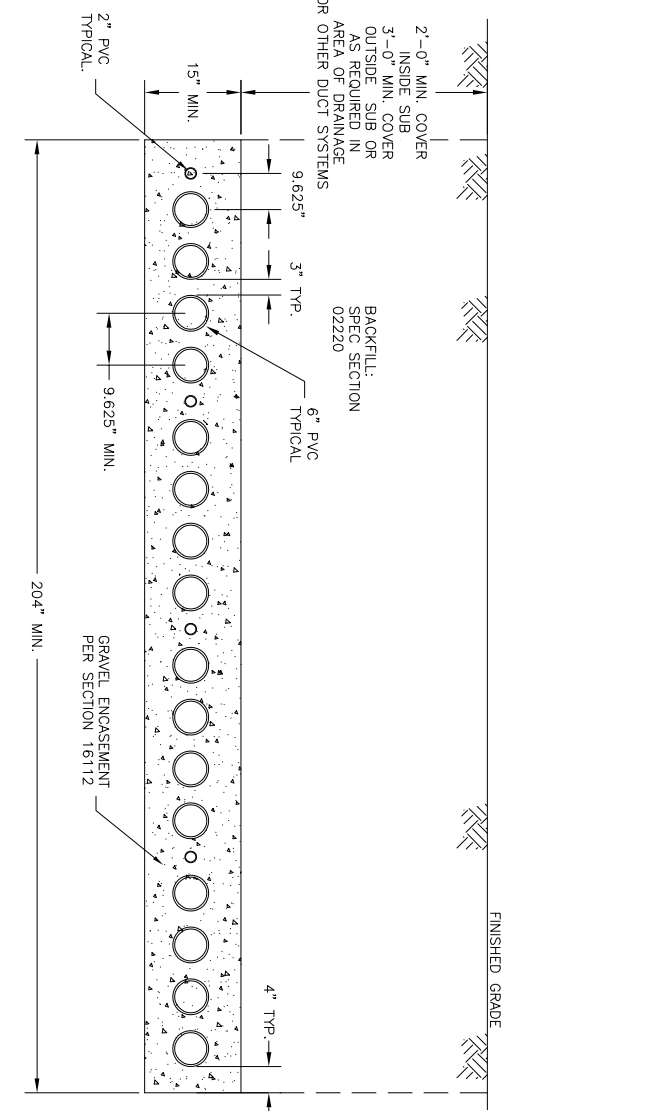 FINISHED GRADE
2'-0" MIN. COVER
INSIDE SUB
3'-0" MIN. COVER
OUTSIDE SUB OR
AS REQUIRED IN
AREA OF DRAINAGE
OR OTHER DUCT SYSTEMS
BACKFILL:
SPEC SECTION
02220
9.625"
3" TYP.
6" PVC
TYPICAL
4" TYP.
15" MIN.
2" PVC
TYPICAL.
9.625" MIN.
GRAVEL ENCASEMENT
PER SECTION 16112
204" MIN.